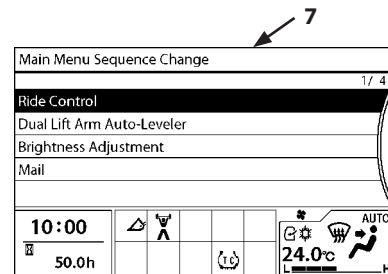 7
Main Menu Sequence Change
1/ 4
Ride Control
Dual Lift Arm Auto-Leveler
Brightness Adjustment
Mail
10:00
50.0h
(TC)
AUTO
24.0℃
L H